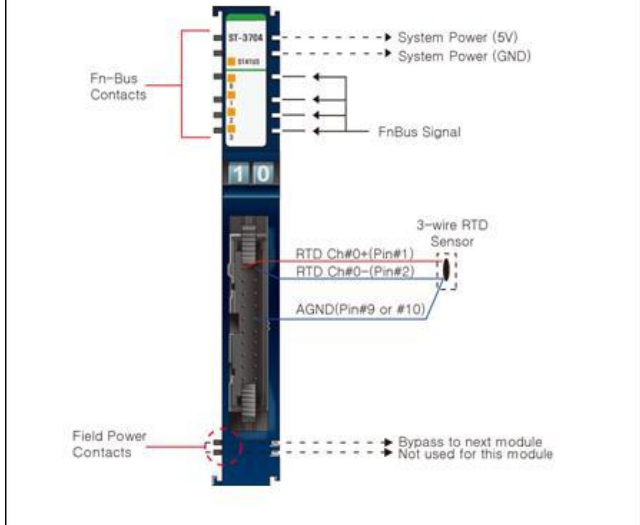 ST-3704
System Power (5V)
System Power (GND)
STATUS
0
1
2
3
Fn-Bus
Contacts
FnBus Signal
10
3-wire RTD
Sensor
RTD Ch#0+(Pin#1)
RTD Ch#0-(Pin#2)
AGND(Pin#9 or #10)
Field Power
Contacts
Bypass to next module
Not used for this module